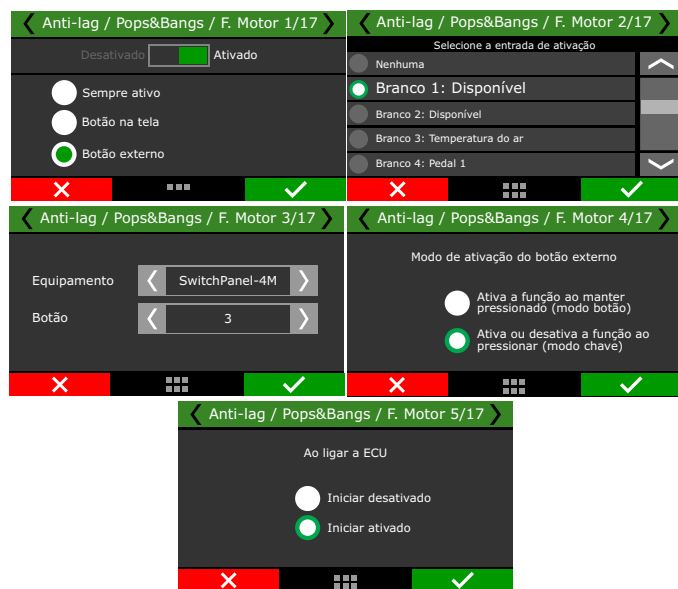 Anti-lag / Pops&Bangs / F. Motor 1/17
Desativado Ativado
Sempre ativo
Botão na tela
Botão externo
Anti-lag / Pops&Bangs / F. Motor 2/17
Selecione a entrada de ativação
Nenhuma
Branco 1: Disponível
Branco 2: Disponível
Branco 3: Temperatura do ar
Branco 4: Pedal 1
Anti-lag / Pops&Bangs / F. Motor 3/17
Equipamento SwitchPanel-4M
Botão 3
Anti-lag / Pops&Bangs / F. Motor 4/17
Modo de ativação do botão externo
Ativa a função ao manter
pressionado (modo botão)
Ativa ou desativa a função ao
pressionar (modo chave)
Anti-lag / Pops&Bangs / F. Motor 5/17
Ao ligar a ECU
Iniciar desativado
Iniciar ativado